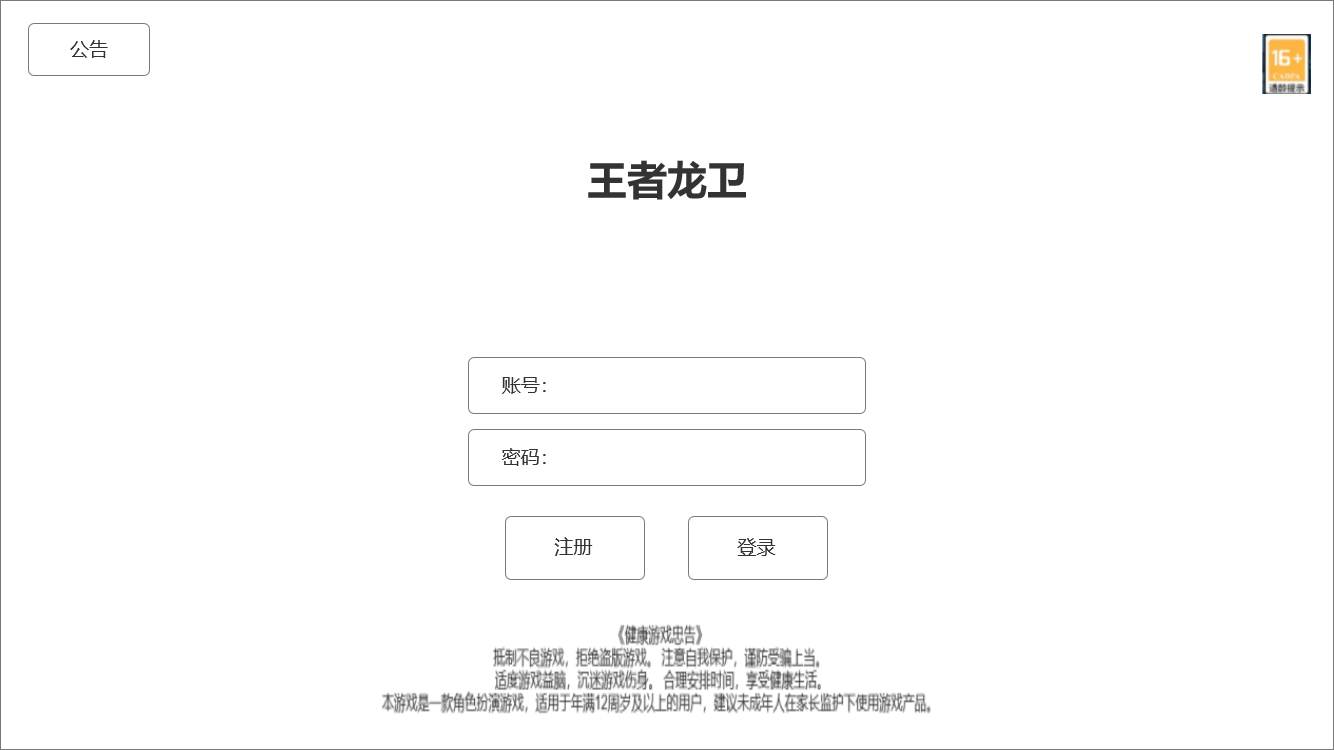 公告
16+
CADPA
适龄提示
王者龙卫
账号：
密码：
注册
登录
《健康游戏忠告》
抵制不良游戏，拒绝盗版游戏。 注意自我保护，谨防受骗上当。
适度游戏益脑，沉迷游戏伤身。 合理安排时间，享受健康生活。
本游戏是一款角色扮演游戏，适用于年满12周岁及以上的用户，建议未成年人在家长监护下使用游戏产品。